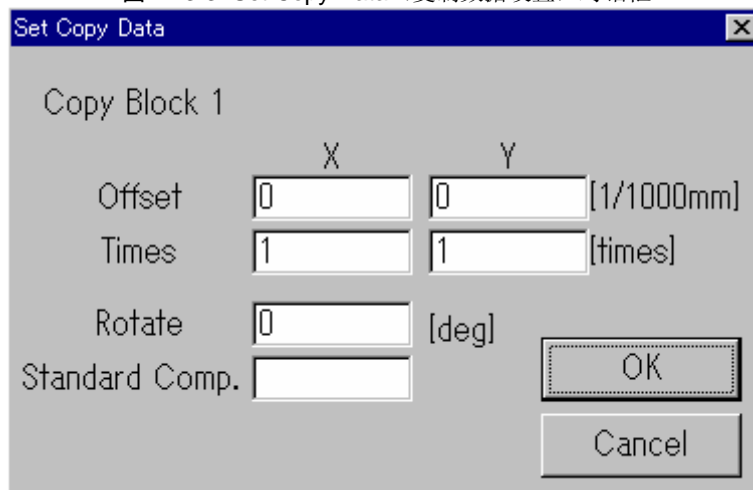 Set Copy Data
Copy Block 1
X Y
Offset 0 0 [1/1000mm]
Times 1 1 [times]
Rotate 0 [deg]
Standard Comp.
OK
Cancel